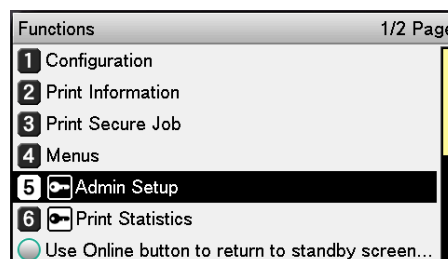 Functions 1/2 Page
1 Configuration
2 Print Information
3 Print Secure Job
4 Menus
5 Admin Setup
6 Print Statistics
Use Online button to return to standby screen...